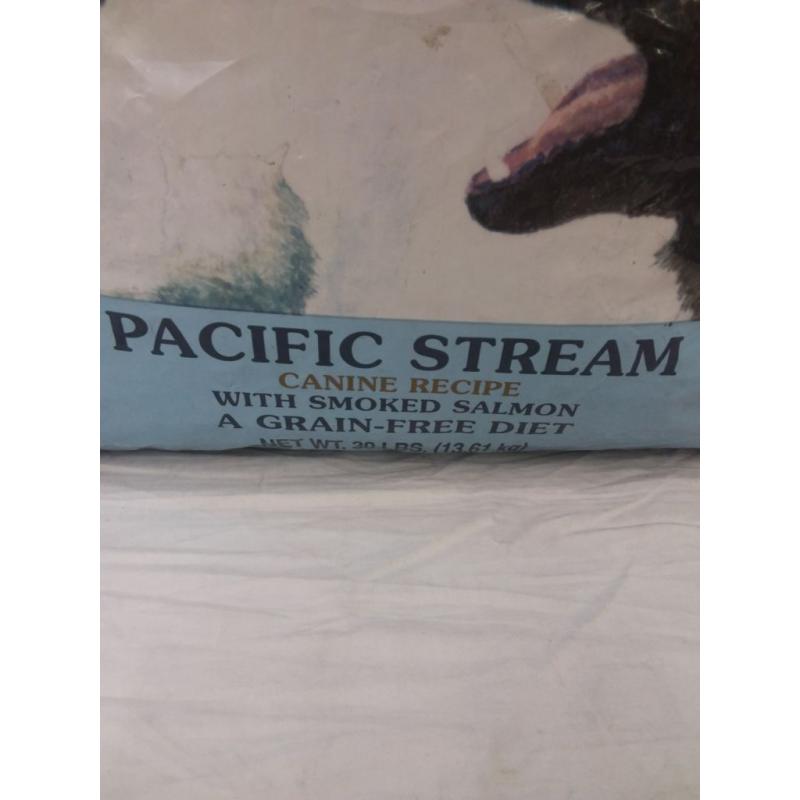 PACIFIC STREAM
CANINE RECIPE
WITH SMOKED SALMON
A GRAIN-FREE DIET
NET WT. 30 LBS. (13.61 kg)